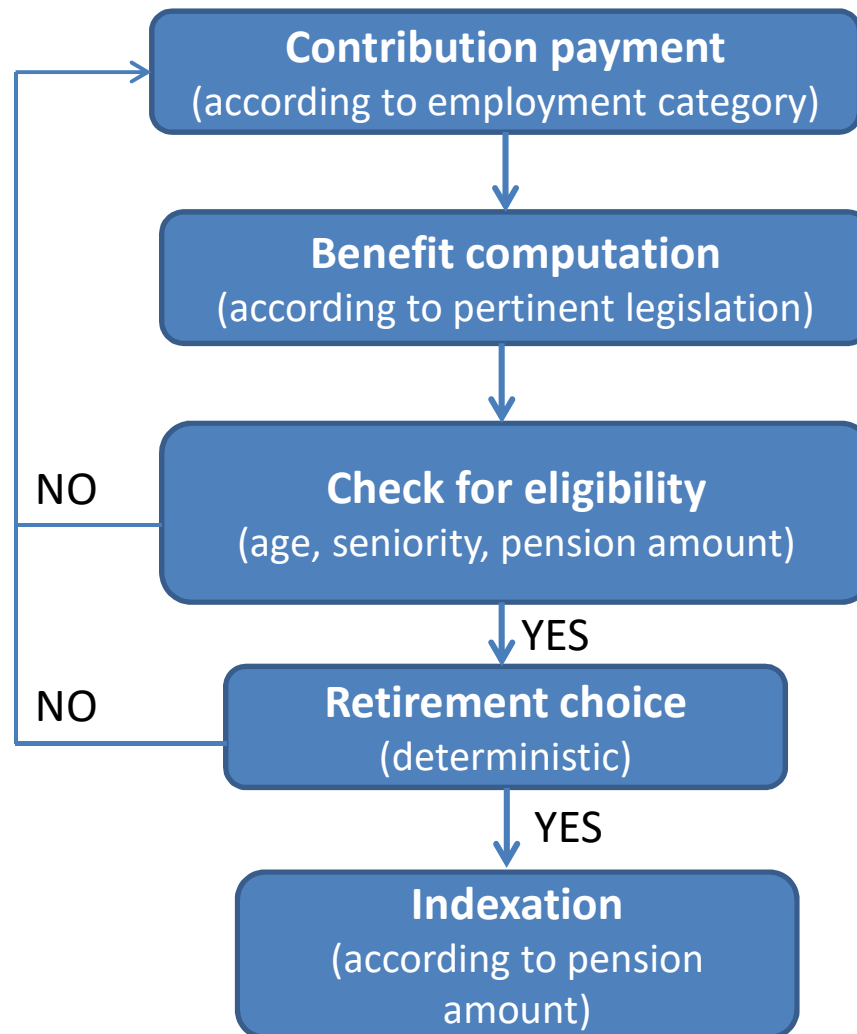 Contribution payment
(according to employment category)
Benefit computation
(according to pertinent legislation)
NO
Check for eligibility
(age, seniority, pension amount)
YES
NO
Retirement choice
(deterministic)
YES
Indexation
(according to pension
amount)